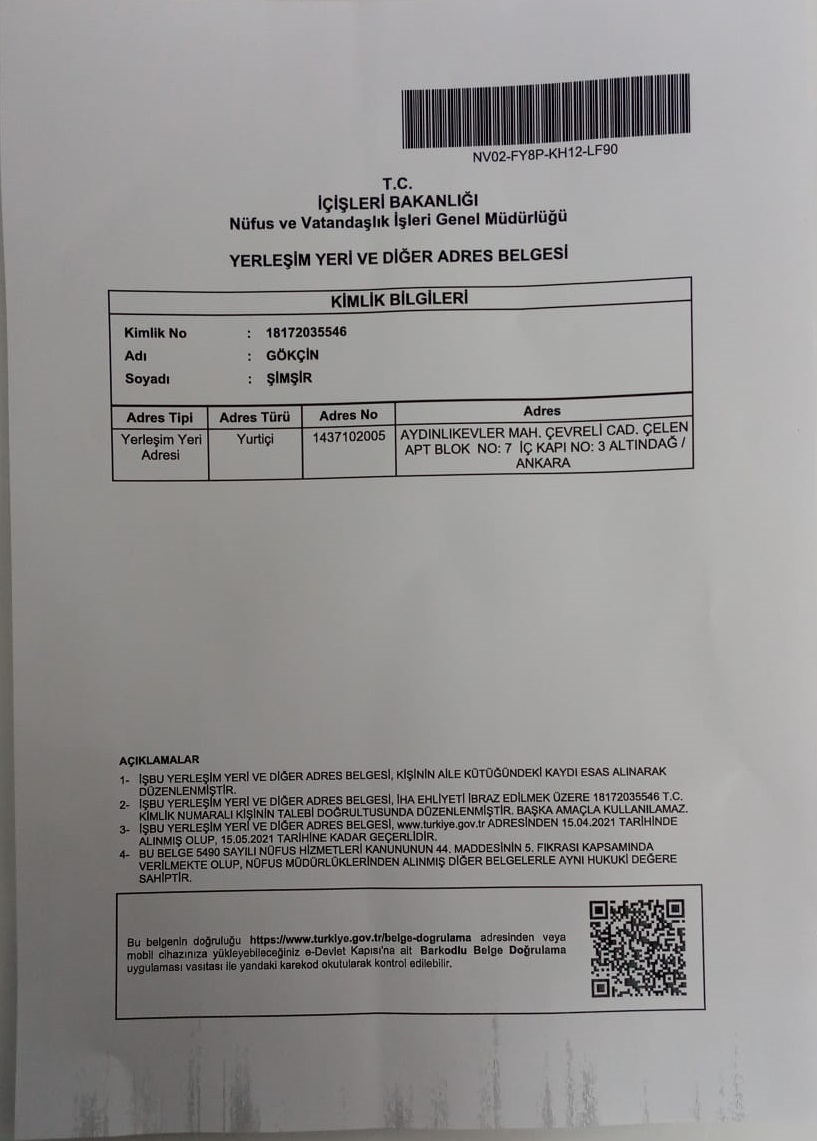 NV02-FY8P-KH12-LF90
T.C.
İÇİŞLERİ BAKANLIĞI
Nüfus ve Vatandaşlık İşleri Genel Müdürlüğü
YERLEŞİM YERİ VE DİĞER ADRES BELGESİ
KİMLİK BİLGİLERİ
Kimlik No : 18172035546
Adı : GÖKÇİN
Soyadı : ŞİMŞİR
Adres Tipi Adres Türü Adres No Adres
Yerleşim Yeri Yurtiçi 1437102005 AYDINLIKEVLER MAH. ÇEVRELİ CAD. ÇELEN
Adresi APT BLOK NO: 7 İÇ KAPI NO: 3 ALTINDAĞ /
ANKARA
AÇIKLAMALAR
1- İŞBU YERLEŞİM YERİ VE DİĞER ADRES BELGESİ, KİŞİNİN AİLE KÜTÜĞÜNDEKİ KAYDI ESAS ALINARAK
DÜZENLENMİŞTİR.
2- İŞBU YERLEŞİM YERİ VE DİĞER ADRES BELGESİ, İHA EHLİYETİ İBRAZ EDİLMEK ÜZERE 18172035546 T.C.
KİMLİK NUMARALI KİŞİNİN TALEBİ DOĞRULTUSUNDA DÜZENLENMİŞTİR. BAŞKA AMAÇLA KULLANILAMAZ.
3- İŞBU YERLEŞİM YERİ VE DİĞER ADRES BELGESİ, www.turkiye.gov.tr ADRESİNDEN 15.04.2021 TARİHİNDE
ALINMIŞ OLUP, 15.05.2021 TARİHİNE KADAR GEÇERLİDİR.
4- BU BELGE 5490 SAYILI NÜFUS HİZMETLERİ KANUNUNUN 44. MADDESİNİN 5. FIKRASI KAPSAMINDA
VERİLMEKTE OLUP, NÜFUS MÜDÜRLÜKLERİNDEN ALINMIŞ DİĞER BELGELERLE AYNI HUKUKİ DEĞERE
SAHİPTİR.
Bu belgenin doğruluğu https://www.turkiye.gov.tr/belge-dogrulama adresinden veya
mobil cihazınıza yükleyebileceğiniz e-Devlet Kapısı'na ait Barkodlu Belge Doğrulama
uygulaması vasıtası ile yandaki karekod okutularak kontrol edilebilir.